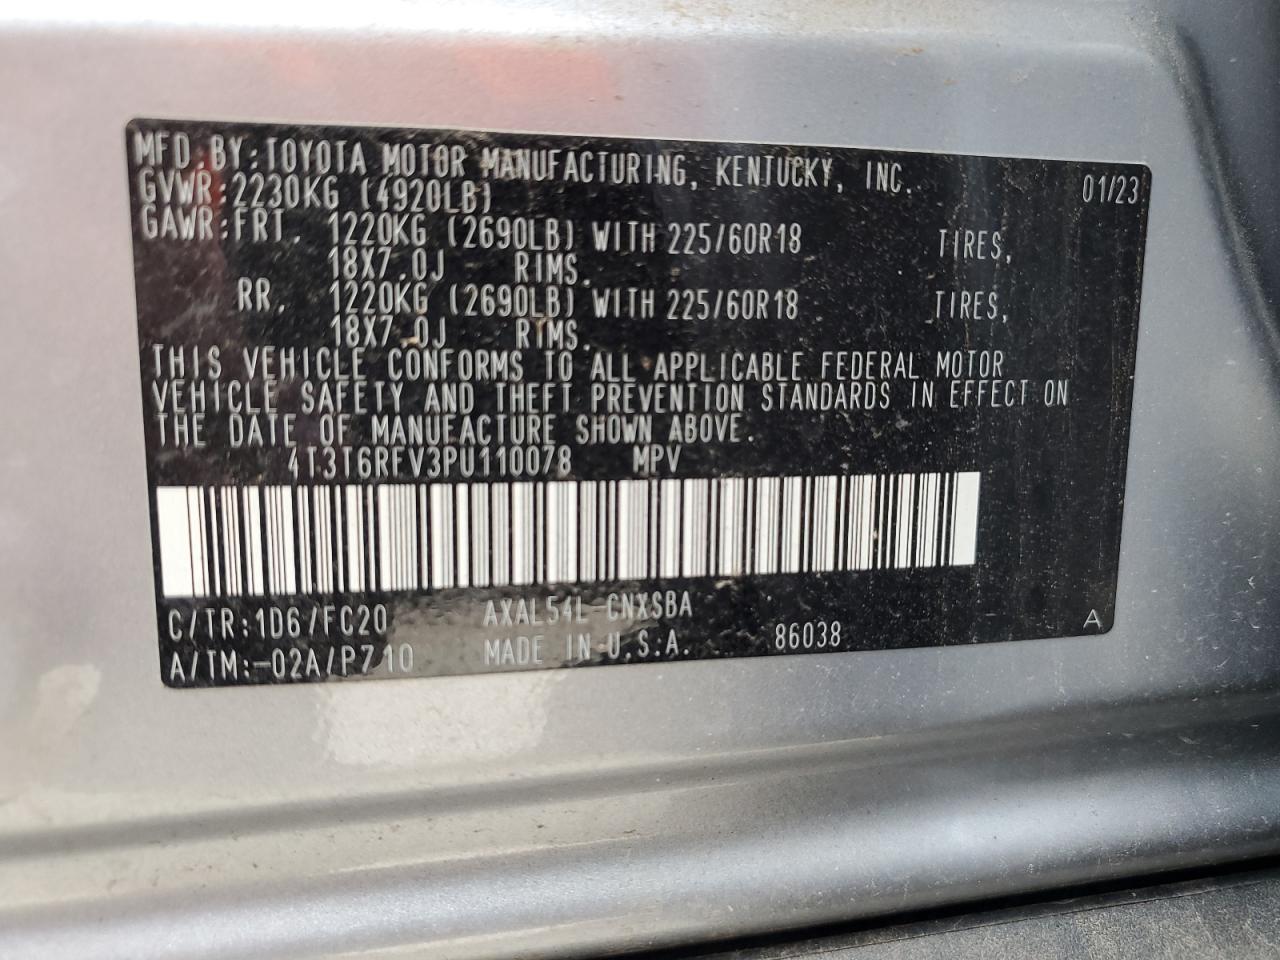 MFD.BY:TOYOTA MOTOR MANUFACTURING, KENTUCKY, INC. 01/23
GVWR:2230KG (4920LB)
GAWR:FRT. 1220KG (2690LB) WITH 225/60R18 TIRES,
18X7.0J RIMS.
RR. 1220KG (2690LB) WITH 225/60R18 TIRES,
18X7.0J RIMS.
THIS VEHICLE CONFORMS TO ALL APPLICABLE FEDERAL MOTOR
VEHICLE SAFETY AND THEFT PREVENTION STANDARDS IN EFFECT ON
THE DATE OF MANUFACTURE SHOWN ABOVE.
4T3T6RFV3PU110078 MPV
C/TR:1D6/FC20 AXAL54L-CNXSBA
A/TM:-02A/P710 MADE IN U.S.A. 86038 A